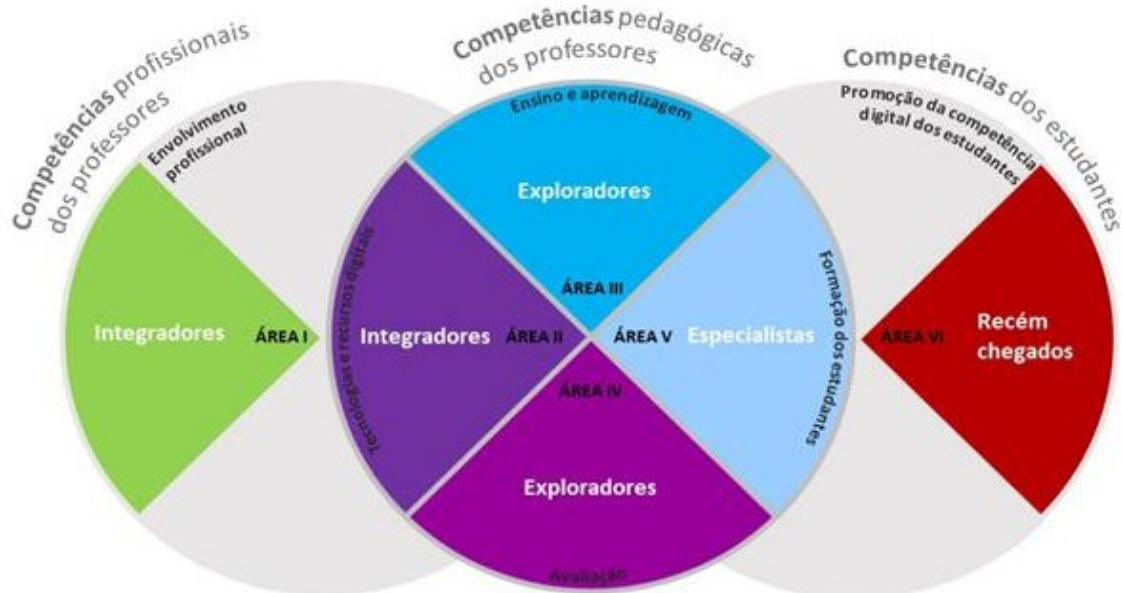 Competências profissionais
dos professores
Competências pedagógicas
dos professores
Competências dos estudantes
Envolvimento
profissional
Ensino e aprendizagem
Promoção da competência
digital dos estudantes
Exploradores
ÁREA III
Integradores
ÁREA I
Tecnologias e recursos digitais
Integradores
ÁREA II
ÁREA V
Especialistas
Formação dos estudantes
ÁREA VI
Recém
chegados
ÁREA IV
Exploradores
Avaliação